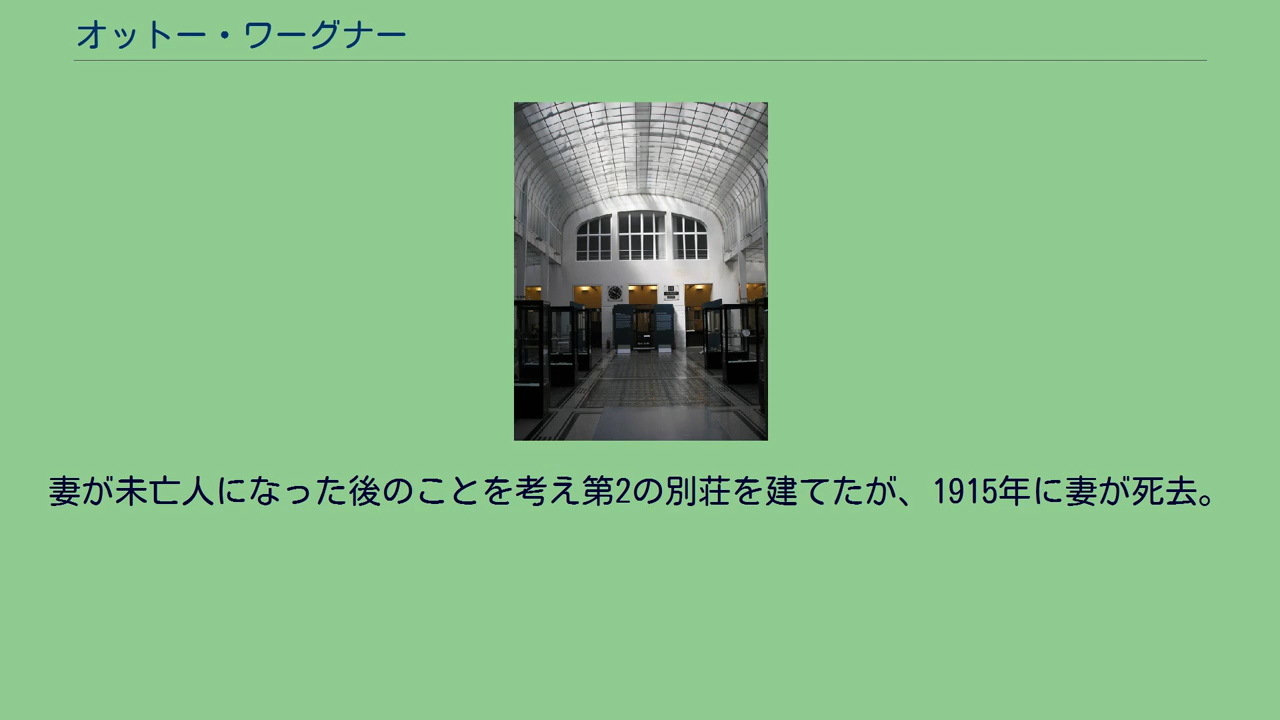 オットー・ワーグナー
妻が未亡人になった後のことを考え第2の別荘を建てたが、1915年に妻が死去。